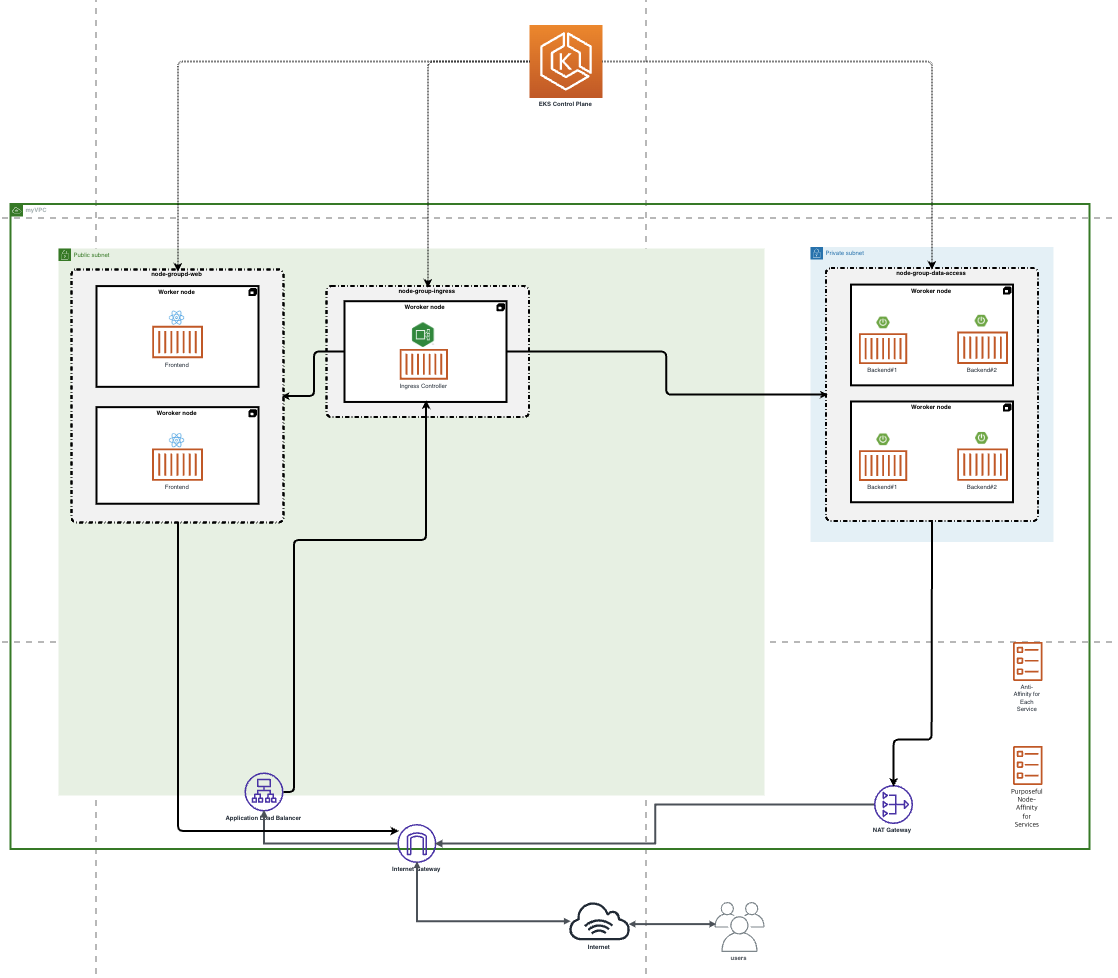 EKS Control Plane
myVPC
Public subnet
Private subnet
node-groupd-web
Worker node
Frontend
Woroker node
Frontend
node-group-ingress
Woroker node
Ingress Controller
node-group-data-access
Woroker node
Backend#1
Backend#2
Woroker node
Backend#1
Backend#2
Anti-
Affinity for
Each
Service
Purposeful
Node-
Affinity
for
Services
Application Load Balancer
NAT Gateway
Internet Gateway
Internet
users